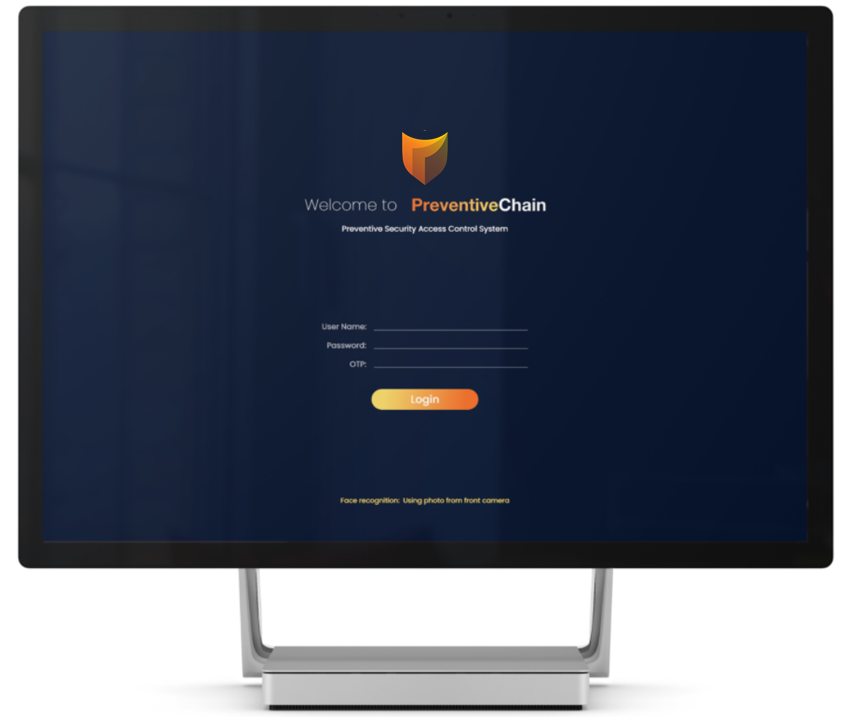 Welcome to PreventiveChain
Preventive Security Access Control System
User Name:
Password:
OTP:
Login
Face recognition: Using photo from front camera